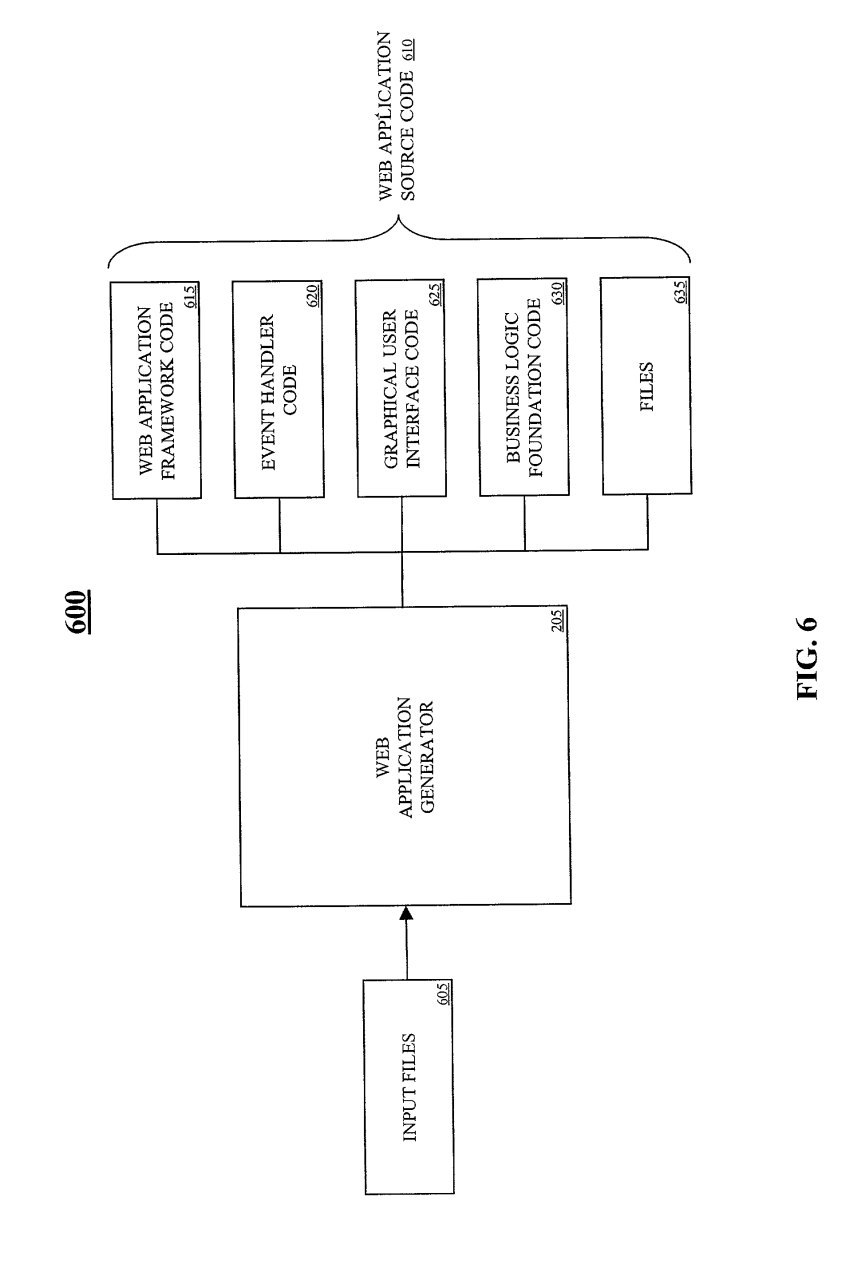 600
INPUT FILES
605
WEB
APPLICATION
GENERATOR
205
WEB APPLICATION
FRAMEWORK CODE
615
EVENT HANDLER
CODE
620
GRAPHICAL USER
INTERFACE CODE
625
BUSINESS LOGIC
FOUNDATION CODE
630
FILES
635
WEB APPLICATION
SOURCE CODE 610
FIG. 6